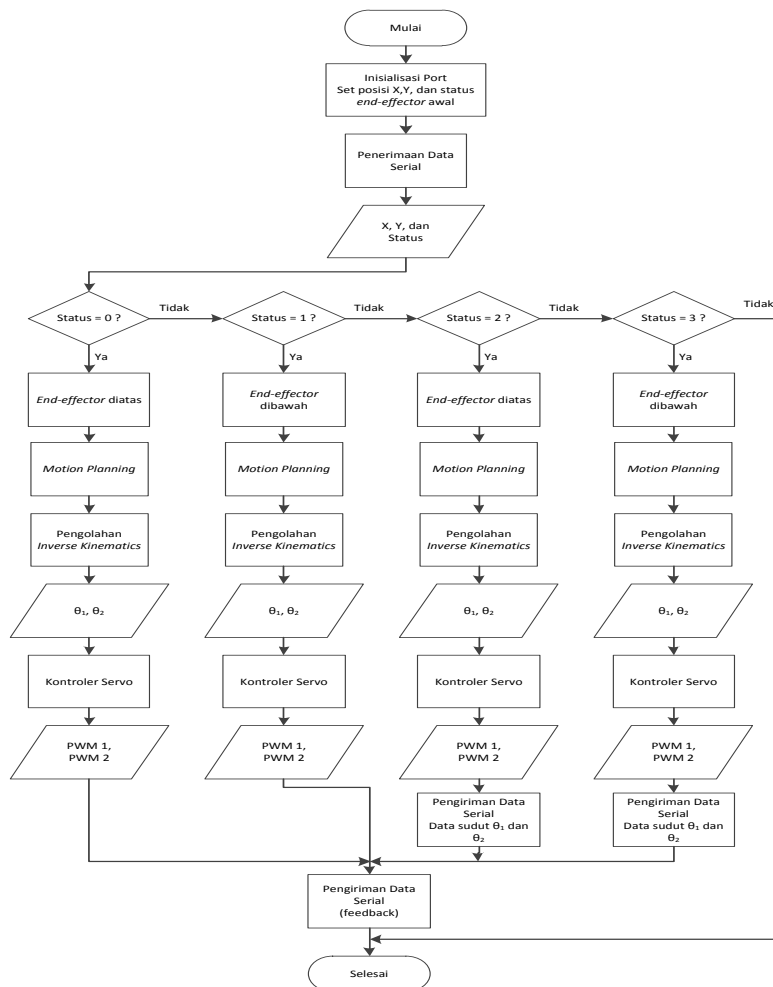 Mulai
Inisialisasi Port
Set posisi X,Y, dan status
end-effector awal
Penerimaan Data
Serial
X, Y, dan
Status
Status = 0 ?
Tidak
Status = 1 ?
Tidak
Status = 2 ?
Tidak
Status = 3 ?
Tidak
Ya
Ya
Ya
Ya
End-effector diatas
End-effector
dibawah
End-effector diatas
End-effector
dibawah
Motion Planning
Motion Planning
Motion Planning
Motion Planning
Pengolahan
Inverse Kinematics
Pengolahan
Inverse Kinematics
Pengolahan
Inverse Kinematics
Pengolahan
Inverse Kinematics
θ₁, θ₂
θ₁, θ₂
θ₁, θ₂
θ₁, θ₂
Kontroler Servo
Kontroler Servo
Kontroler Servo
Kontroler Servo
PWM 1,
PWM 2
PWM 1,
PWM 2
PWM 1,
PWM 2
PWM 1,
PWM 2
Pengiriman Data
Serial
Data sudut θ₁ dan
θ₂
Pengiriman Data
Serial
Data sudut θ₁ dan
θ₂
Pengiriman Data
Serial
(feedback)
Selesai